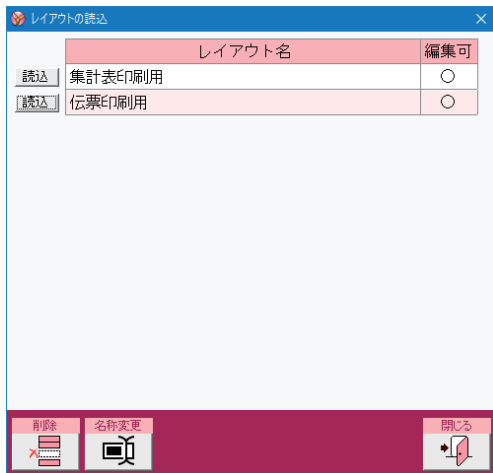 レイアウトの読込
レイアウト名 編集可
読込 集計表印刷用 ○
読込 伝票印刷用 ○
削除 名称変更 閉じる